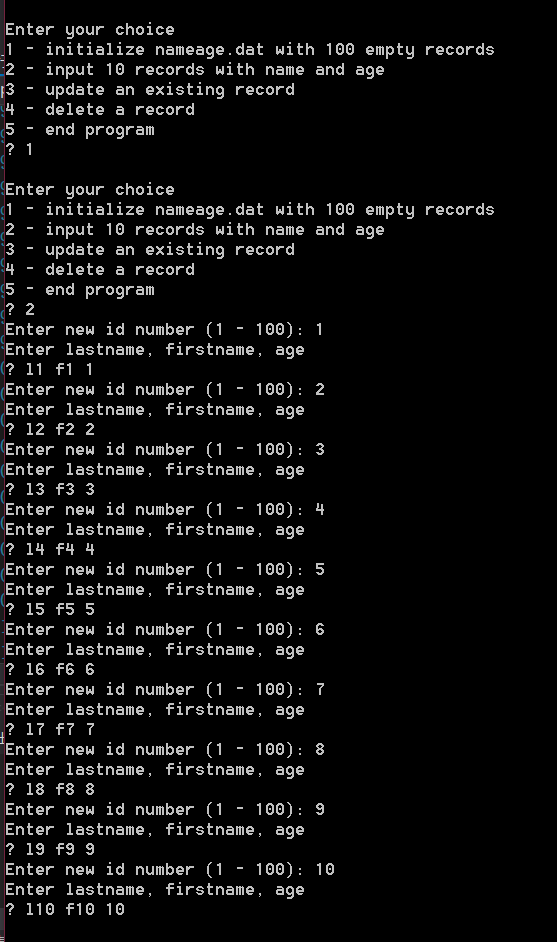 Enter your choice
1 - initialize nameage.dat with 100 empty records
2 - input 10 records with name and age
3 - update an existing record
4 - delete a record
5 - end program
? 1
Enter your choice
1 - initialize nameage.dat with 100 empty records
2 - input 10 records with name and age
3 - update an existing record
4 - delete a record
5 - end program
? 2
Enter new id number (1 - 100): 1
Enter lastname, firstname, age
? l1 f1 1
Enter new id number (1 - 100): 2
Enter lastname, firstname, age
? l2 f2 2
Enter new id number (1 - 100): 3
Enter lastname, firstname, age
? l3 f3 3
Enter new id number (1 - 100): 4
Enter lastname, firstname, age
? l4 f4 4
Enter new id number (1 - 100): 5
Enter lastname, firstname, age
? l5 f5 5
Enter new id number (1 - 100): 6
Enter lastname, firstname, age
? l6 f6 6
Enter new id number (1 - 100): 7
Enter lastname, firstname, age
? l7 f7 7
Enter new id number (1 - 100): 8
Enter lastname, firstname, age
? l8 f8 8
Enter new id number (1 - 100): 9
Enter lastname, firstname, age
? l9 f9 9
Enter new id number (1 - 100): 10
Enter lastname, firstname, age
? l10 f10 10